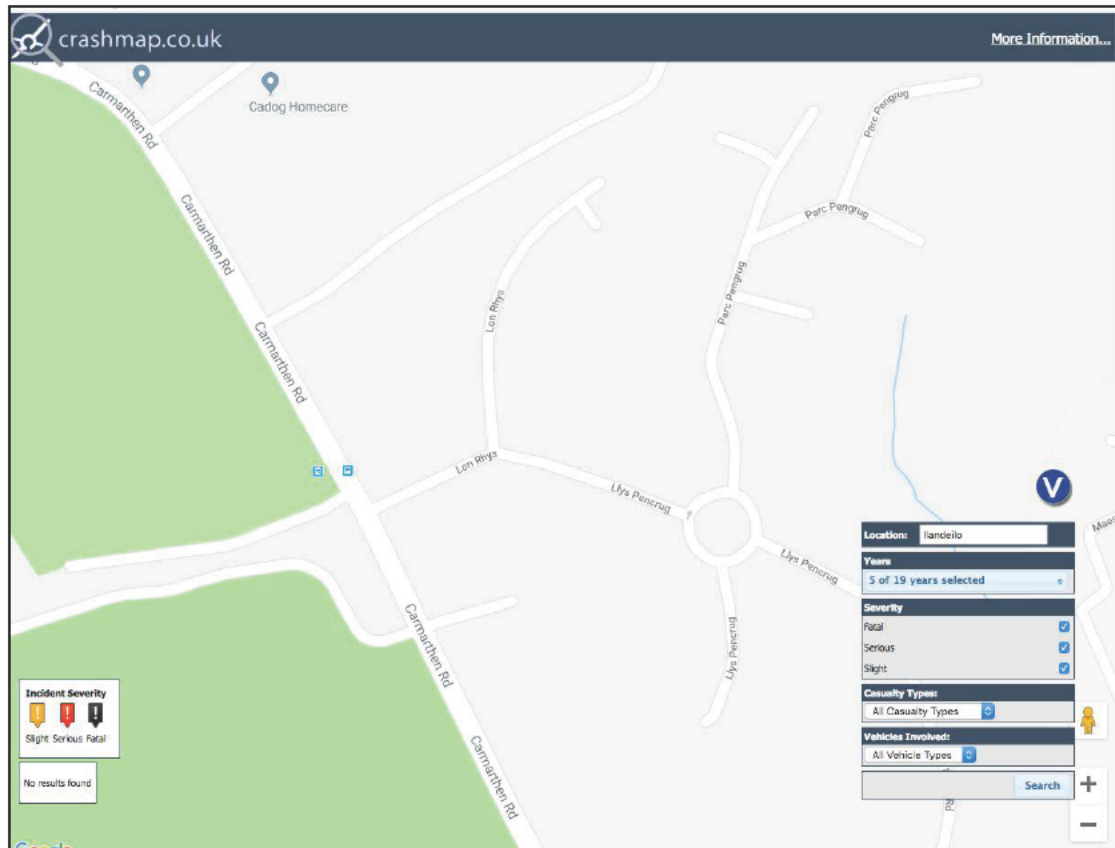 crashmap.co.uk
More Information...
Carmarthen Rd
Cadog Homecare
Parc Pengrug
Carmarthen Rd
Parc Pengrug
Parc Pengrug
Lon Rhys
Carmarthen Rd
Lon Rhys
Llys Pencrug
V
Location: llandeilo
Llys Pencrug
Years
5 of 19 years selected
Severity
Fatal
Serious
Slight
Llys Pencrug
Carmarthen Rd
Incident Severity
Slight Serious Fatal
Casualty Types:
All Casualty Types
Vehicles Involved:
All Vehicle Types
No results found
Search
Carmarthen Rd
+
−
Google